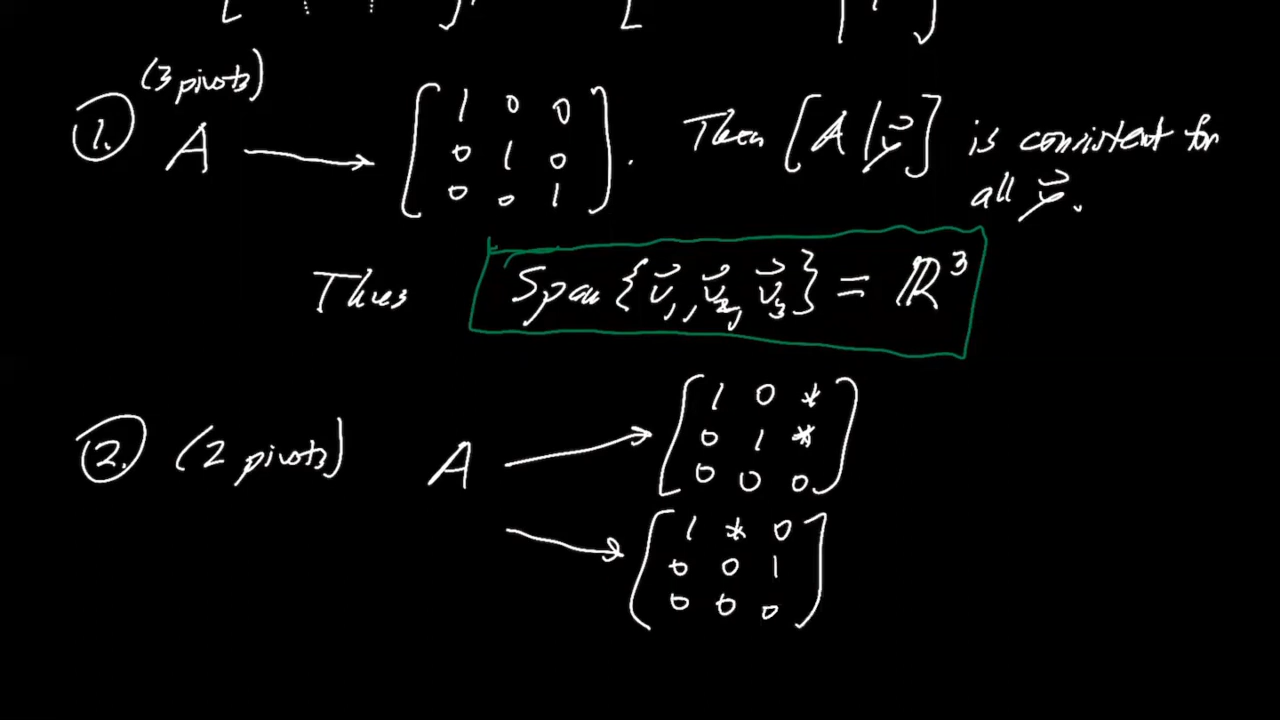 (3 pivots)
1. A → [1 0 0; 0 1 0; 0 0 1]. Then [A | y⃗] is consistent for
all y⃗.
Thus Span{v⃗₁, v⃗₂, v⃗₃} = ℝ³
2. (2 pivots) A → [1 0 *; 0 1 *; 0 0 0]
→ [1 * 0; 0 0 1; 0 0 0]